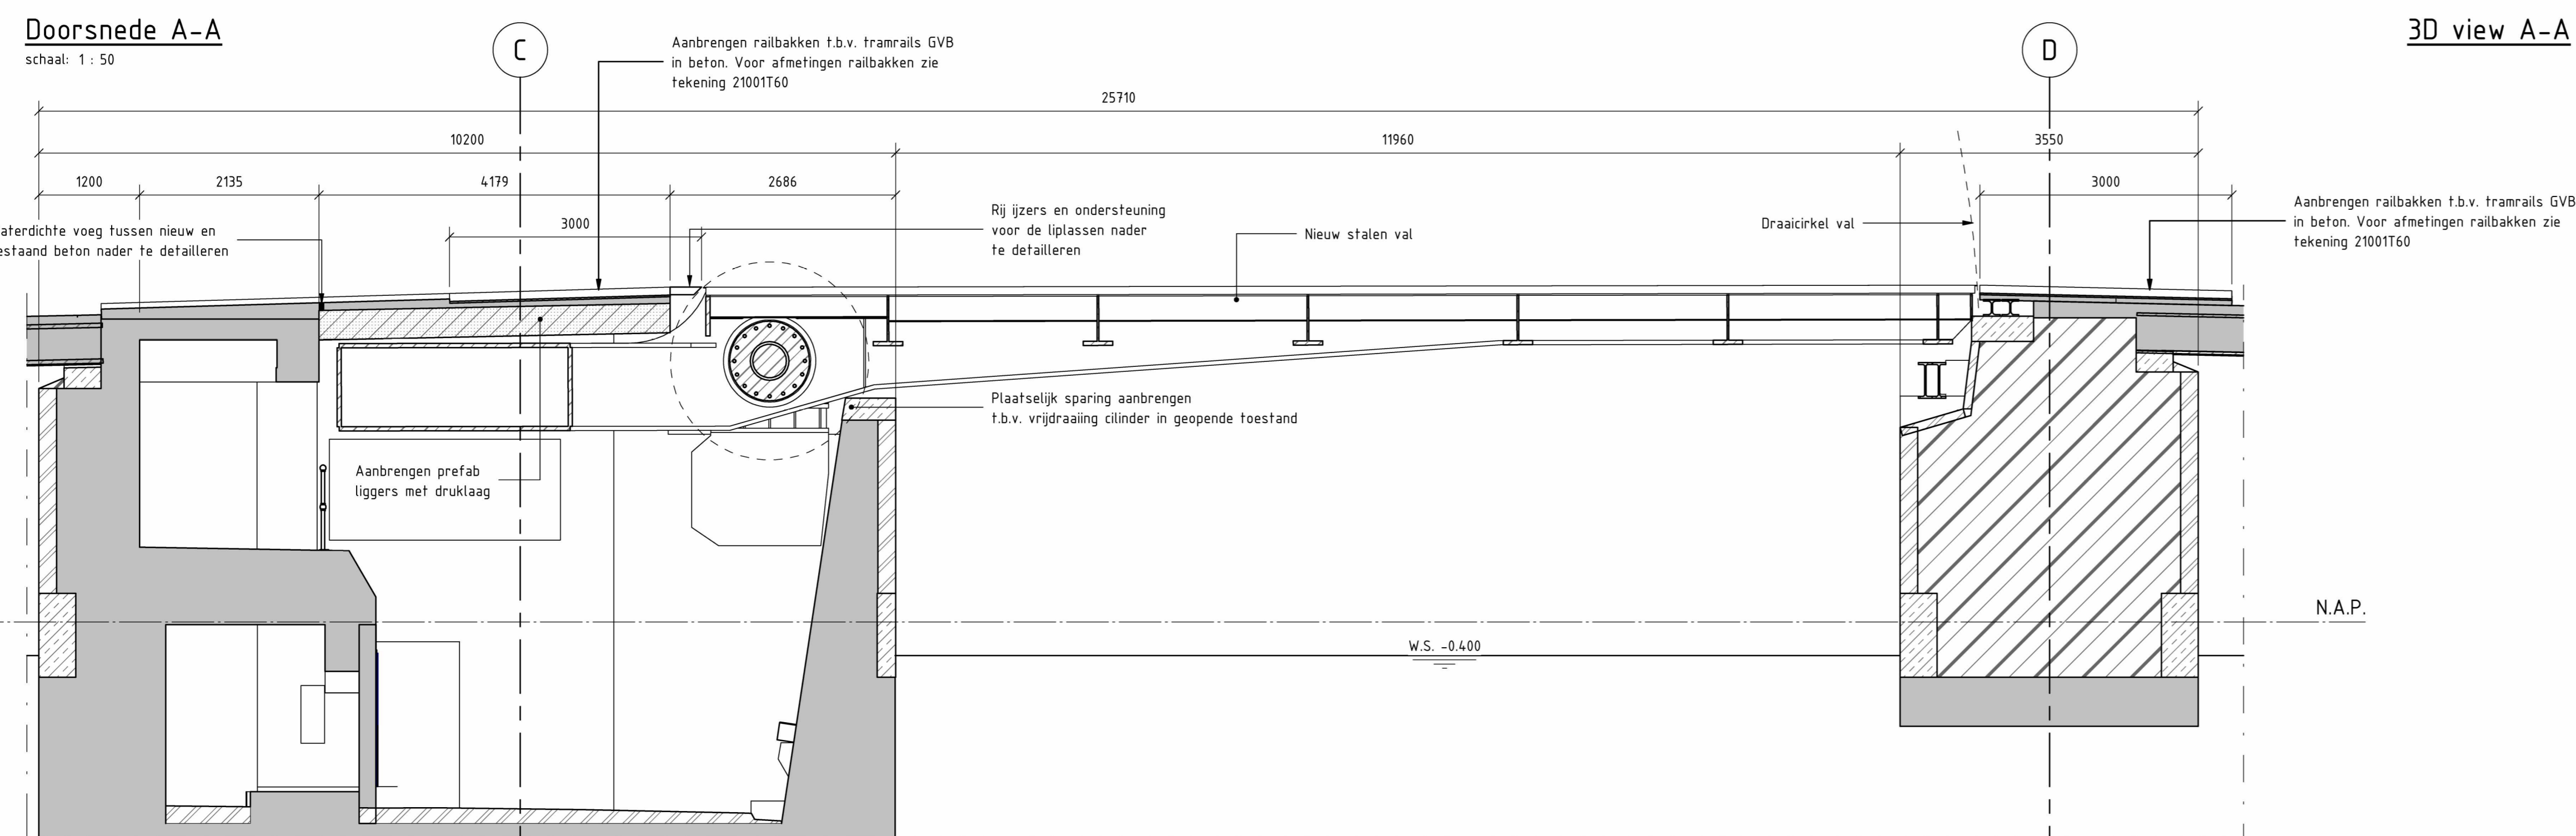 Doorsnede A-A
schaal: 1 : 50
C
Aanbrengen railbakken t.b.v. tramrails GVB
in beton. Voor afmetingen railbakken zie
tekening 21001T60
D
3D view A-A
25710
10200
11960
3550
1200
2135
4179
2686
3000
3000
aterdichte voeg tussen nieuw en
estaand beton nader te detailleren
Rij ijzers en ondersteuning
voor de liplassen nader
te detailleren
Nieuw stalen val
Draaicirkel val
Aanbrengen railbakken t.b.v. tramrails GVB
in beton. Voor afmetingen railbakken zie
tekening 21001T60
Plaatselijk sparing aanbrengen
t.b.v. vrijdraaiing cilinder in geopende toestand
Aanbrengen prefab
liggers met druklaag
N.A.P.
W.S. -0.400